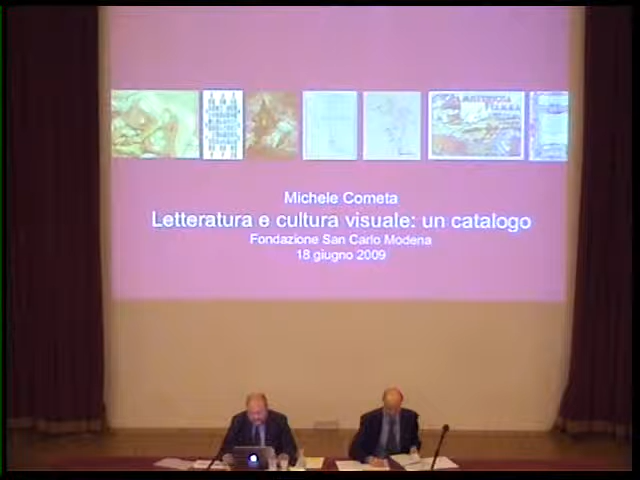 Michele Cometa
Letteratura e cultura visuale: un catalogo
Fondazione San Carlo Modena
18 giugno 2009